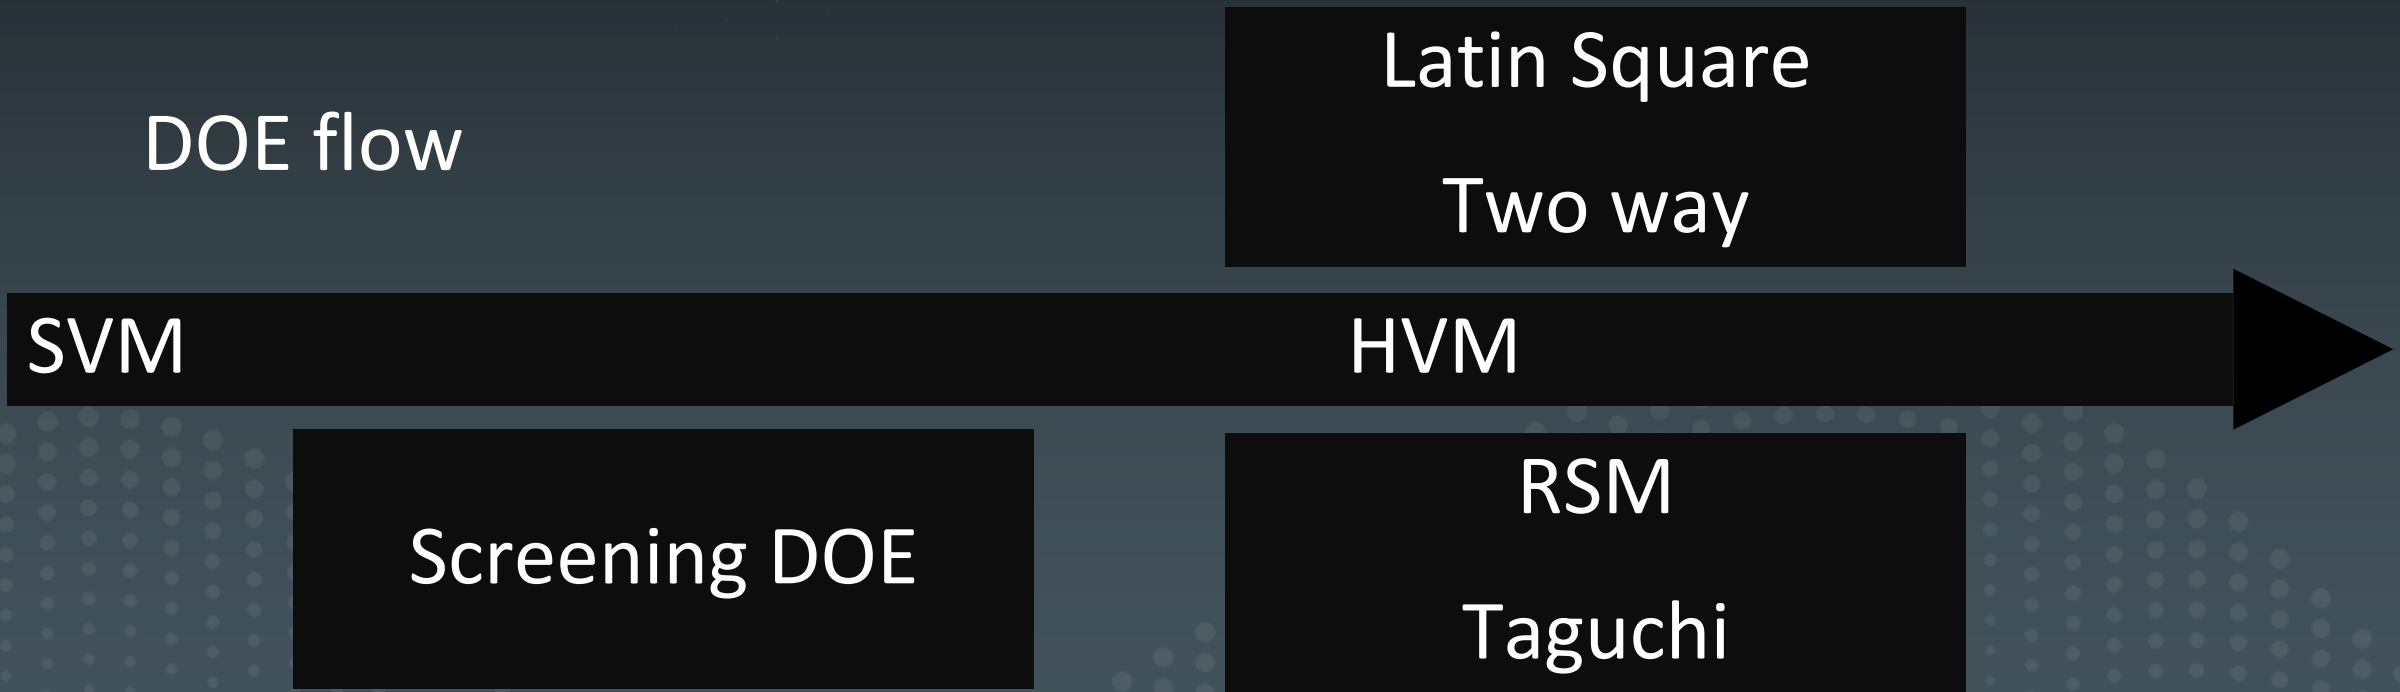 DOE flow
Latin Square
Two way
SVM
HVM
Screening DOE
RSM
Taguchi